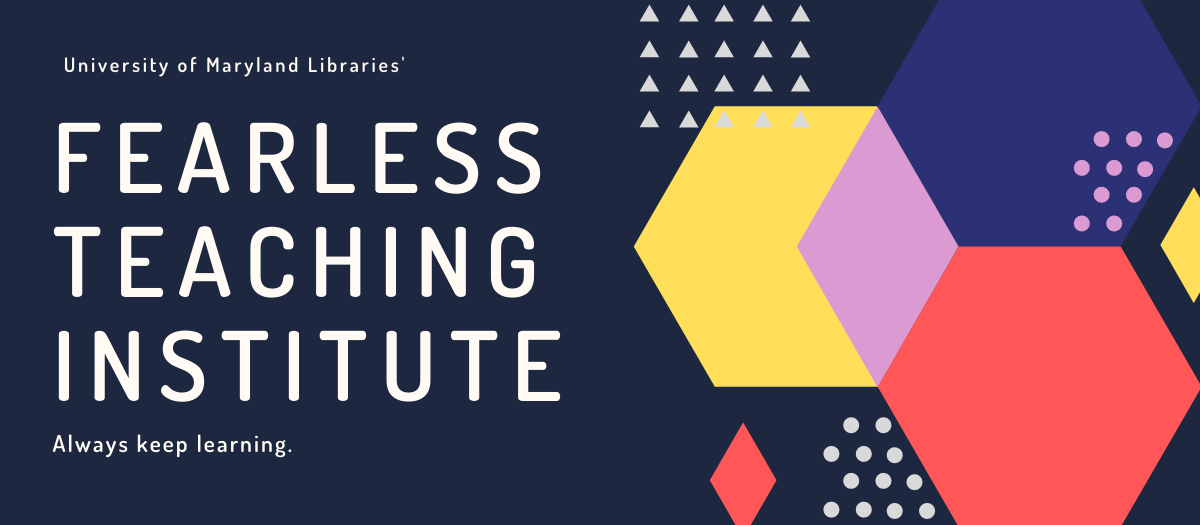 University of Maryland Libraries'
FEARLESS
TEACHING
INSTITUTE
Always keep learning.